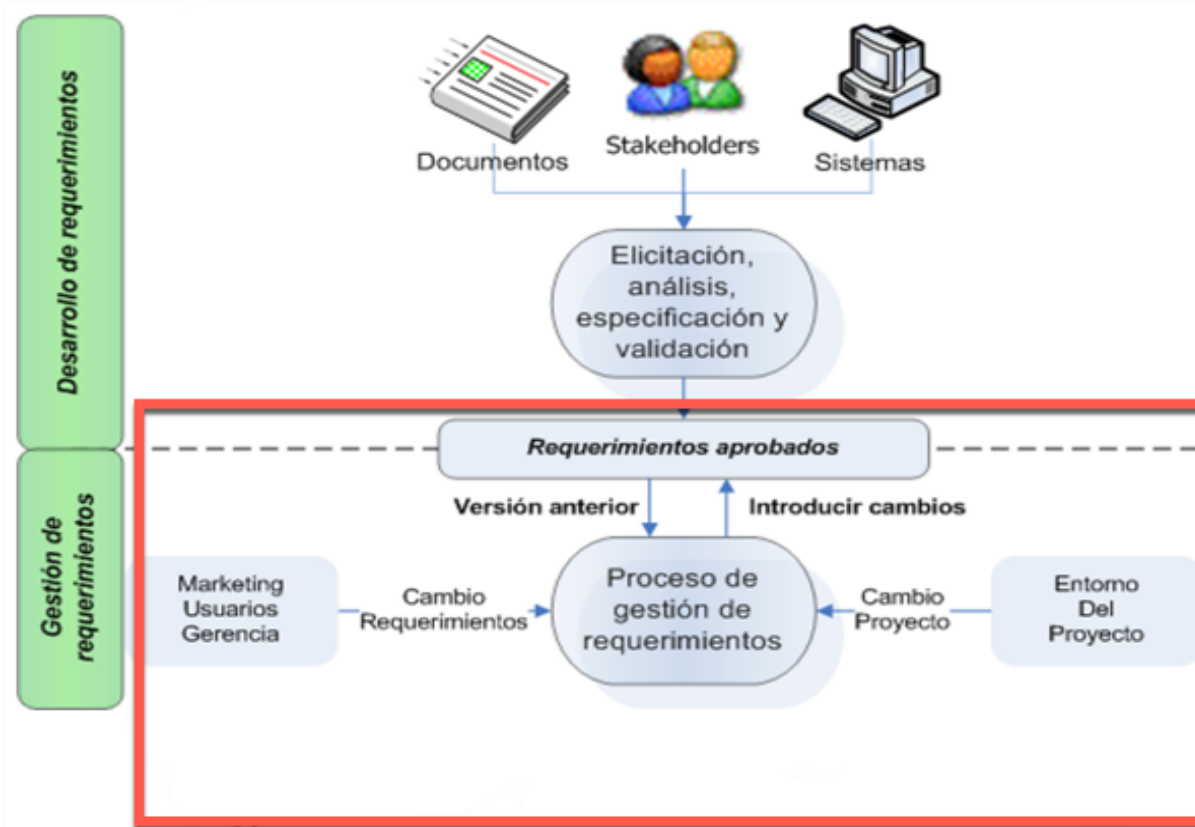 Desarrollo de requerimientos
Documentos
Stakeholders
Sistemas
Elicitación,
análisis,
especificación y
validación
Requerimientos aprobados
Gestión de
requerimientos
Versión anterior
Introducir cambios
Marketing
Usuarios
Gerencia
Cambio
Requerimientos
Proceso de
gestión de
requerimientos
Cambio
Proyecto
Entorno
Del
Proyecto